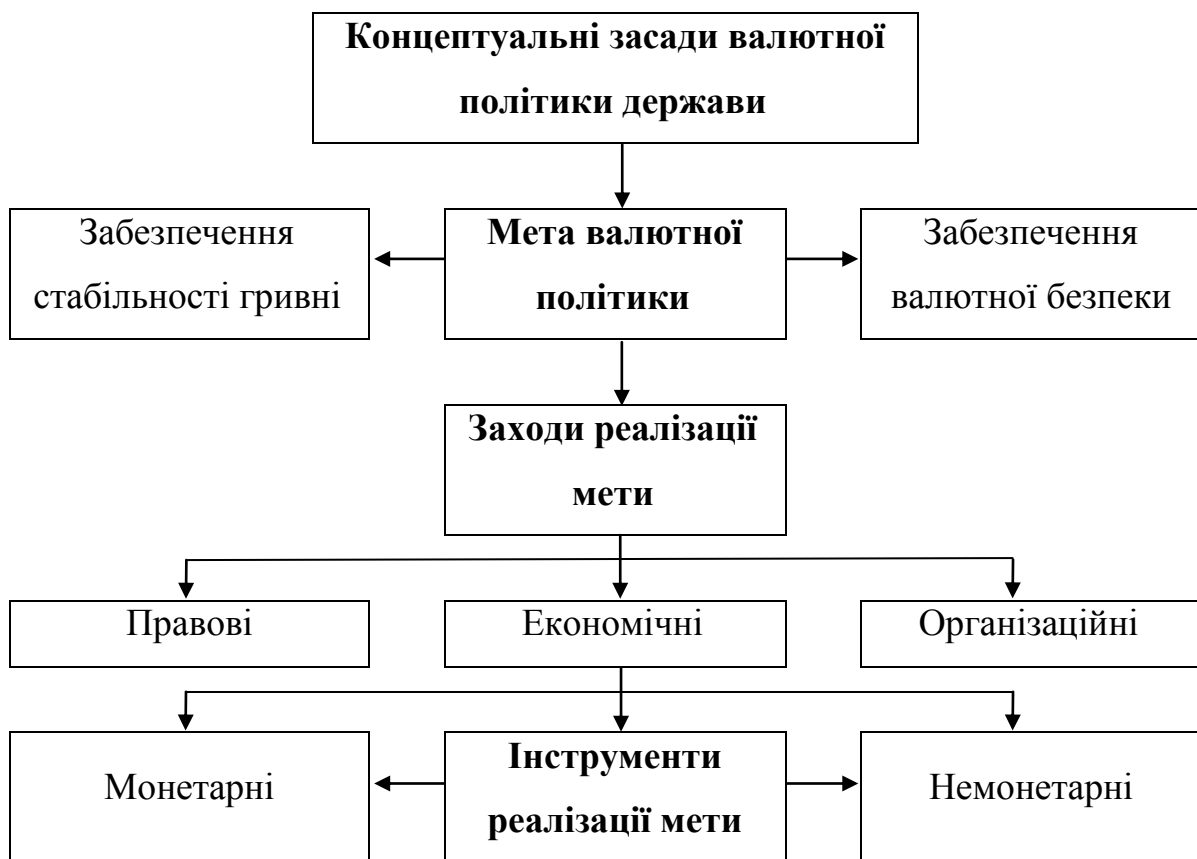 Концептуальні засади валютної
політики держави
Забезпечення
стабільності гривні
Мета валютної
політики
Забезпечення
валютної безпеки
Заходи реалізації
мети
Правові
Економічні
Організаційні
Монетарні
Інструменти
реалізації мети
Немонетарні